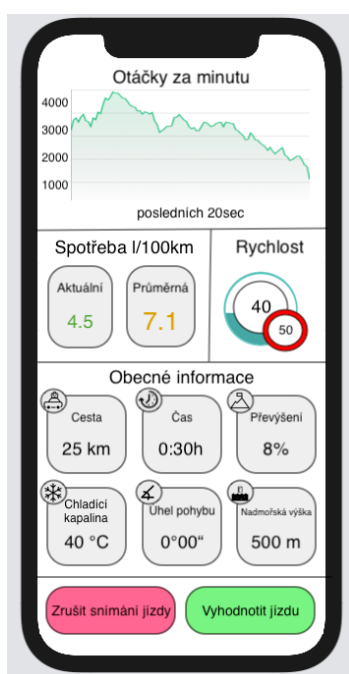 Otáčky za minutu
4000
3000
2000
1000
posledních 20sec
Spotřeba l/100km
Rychlost
Aktuální
Průměrná
4.5
7.1
40
50
Obecné informace
Cesta
Čas
Převýšení
25 km
0:30h
8%
Chladící
kapalina
Úhel pohybu
Nadmořská výška
40 °C
0°00“
500 m
Zrušit snímání jízdy
Vyhodnotit jízdu